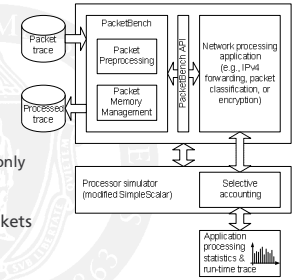 Packet
trace
Processed
trace
PacketBench
Packet
Preprocessing
Packet
Memory
Management
PacketBench API
Network processing
application
(e.g., IPv4
forwarding, packet
classification, or
encryption)
only
kets
Processor simulator
(modified SimpleScalar)
Selective
accounting
Application
processing
statistics &
run-time trace